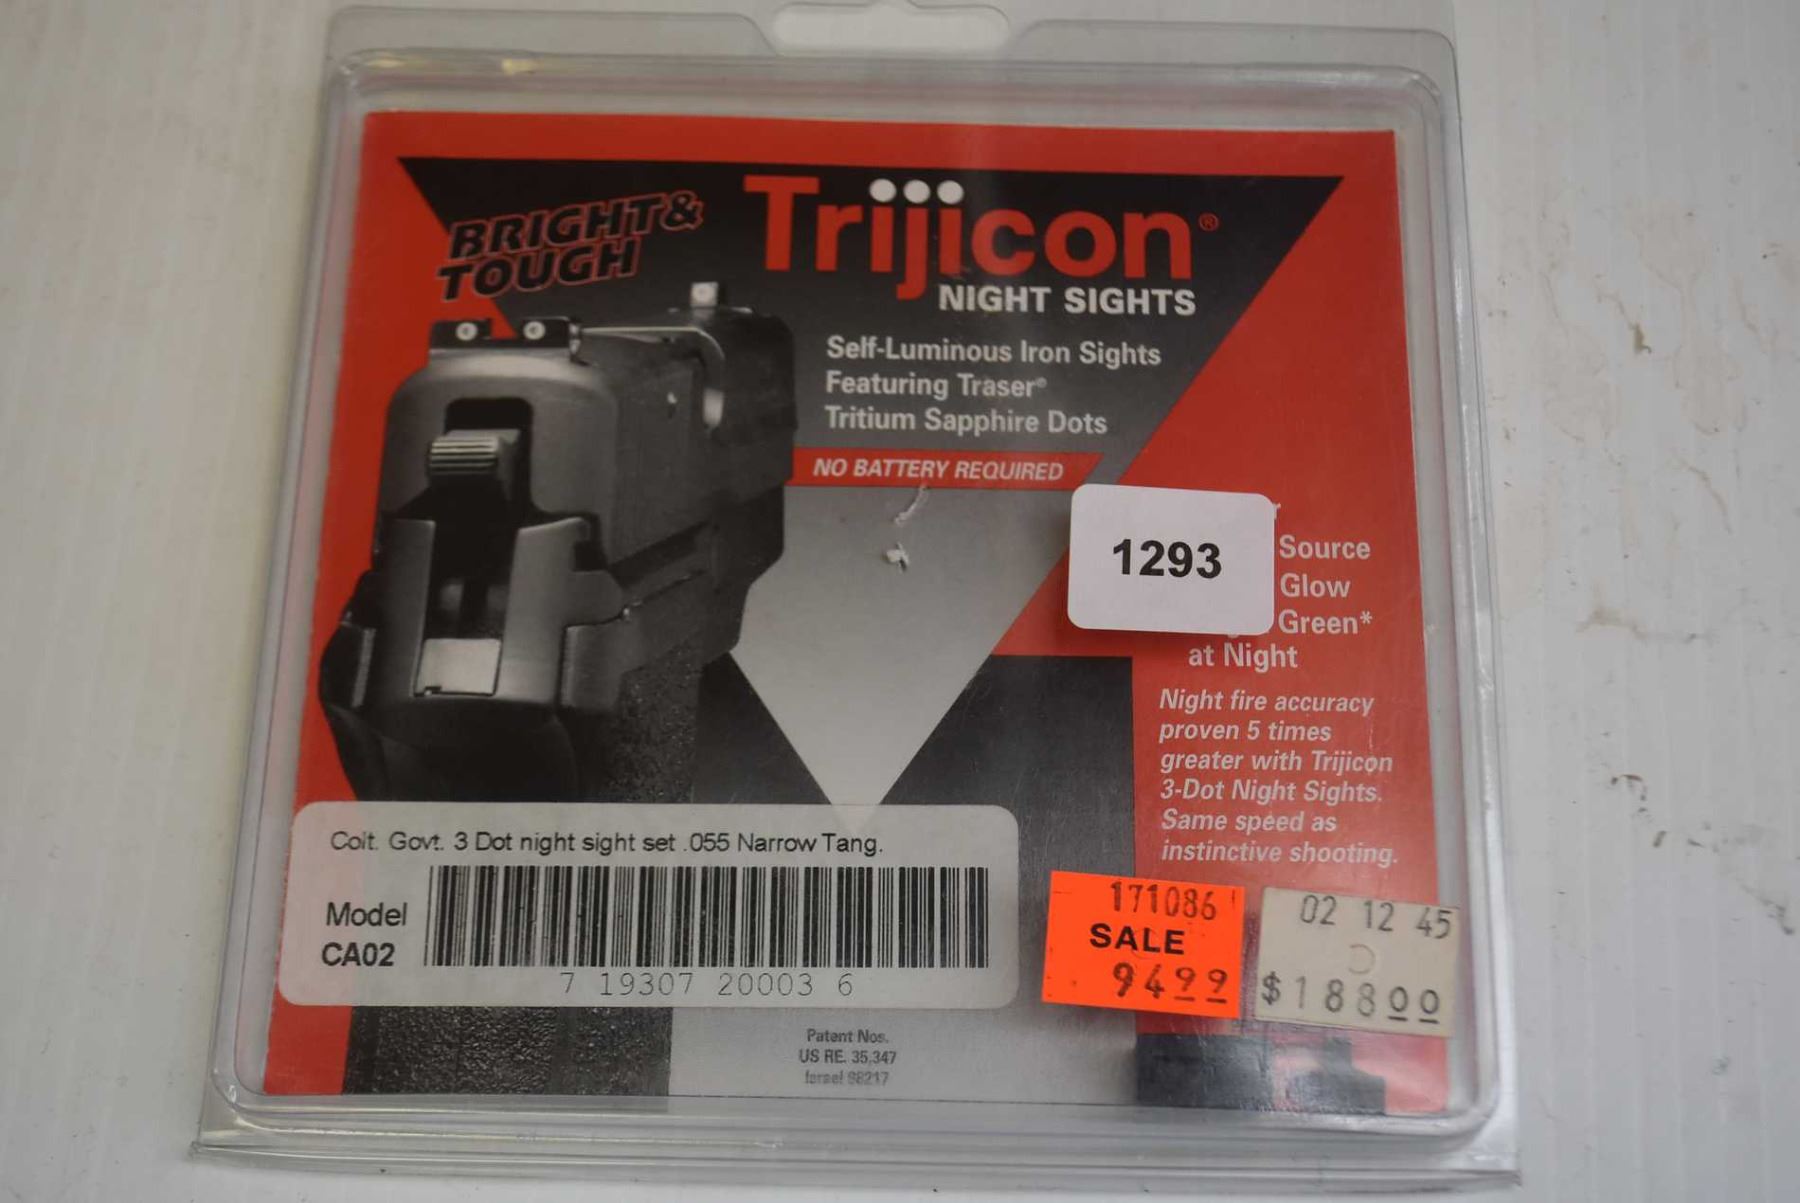 BRIGHT &
TOUGH
Trijicon®
NIGHT SIGHTS
Self-Luminous Iron Sights
Featuring Traser®
Tritium Sapphire Dots
NO BATTERY REQUIRED
1293
Source
Glow
Green*
at Night
Night fire accuracy
proven 5 times
greater with Trijicon
3-Dot Night Sights.
Same speed as
instinctive shooting.
Colt. Govt. 3 Dot night sight set .055 Narrow Tang.
Model
CA02
7 19307 20003 6
171086
SALE
9499
02 12 45
$18800
Patent Nos.
US RE. 35,347
Israel 98217